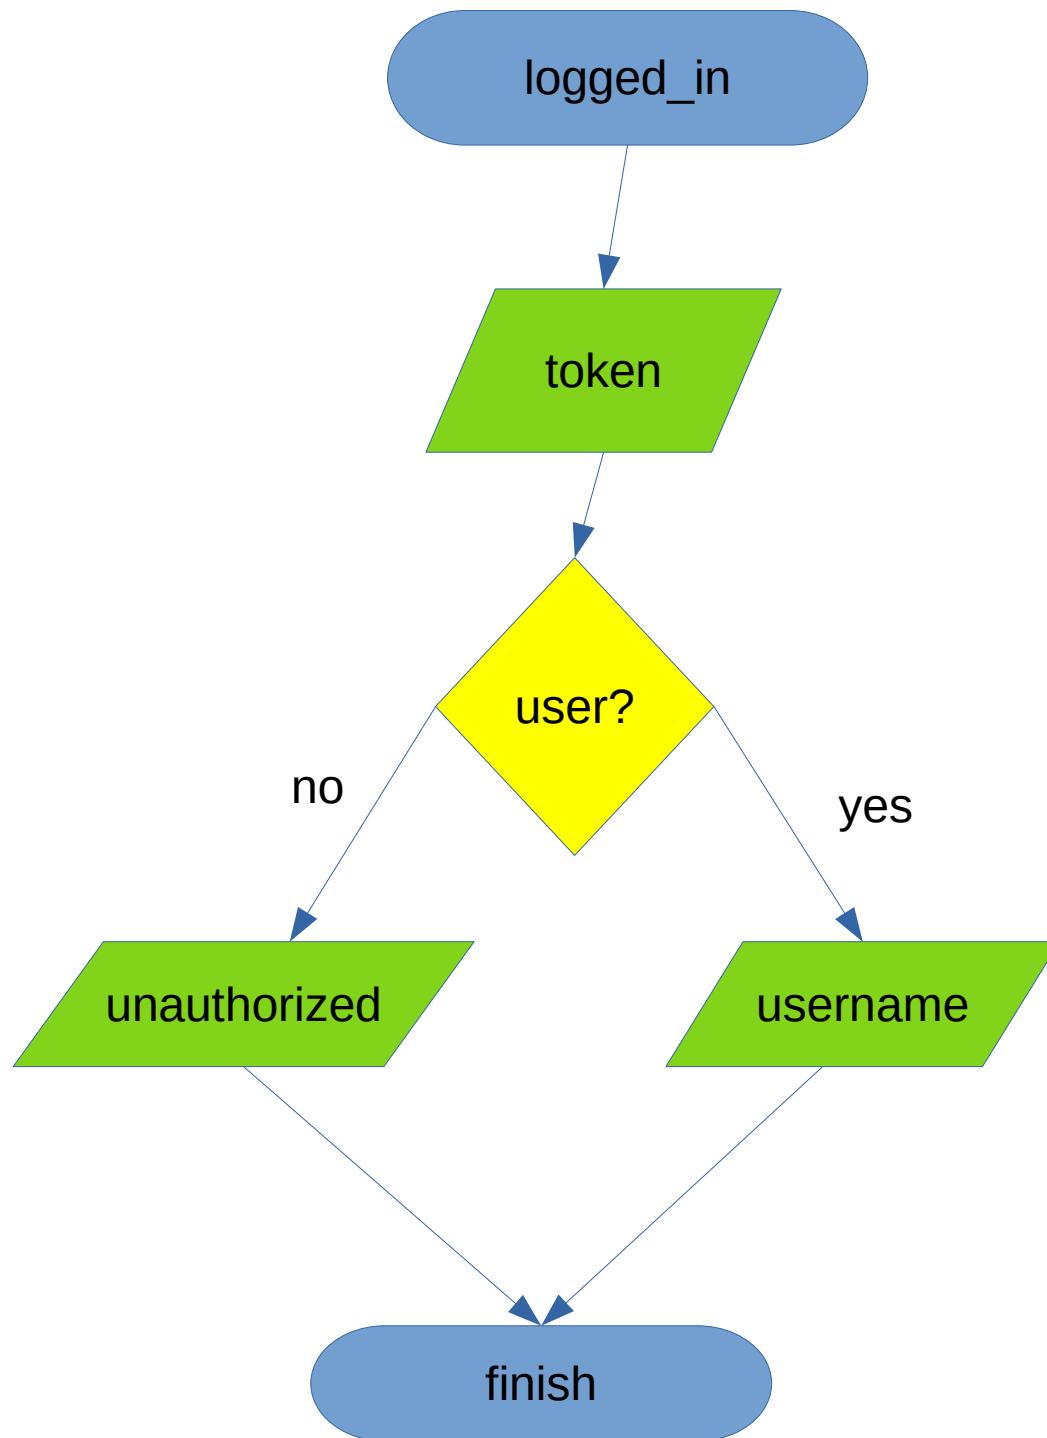 logged_in
token
user?
no
yes
unauthorized
username
finish